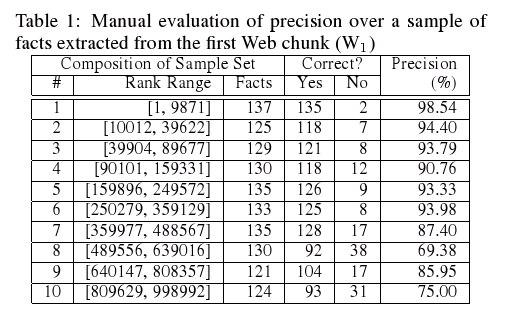 Table 1: Manual evaluation of precision over a sample of
facts extracted from the first Web chunk (W1)
Composition of Sample Set Correct? Precision
# Rank Range Facts Yes No (%)
1 [1, 9871] 137 135 2 98.54
2 [10012, 39622] 125 118 7 94.40
3 [39904, 89677] 129 121 8 93.79
4 [90101, 159331] 130 118 12 90.76
5 [159896, 249572] 135 126 9 93.33
6 [250279, 359129] 133 125 8 93.98
7 [359977, 488567] 135 128 17 87.40
8 [489556, 639016] 130 92 38 69.38
9 [640147, 808357] 121 104 17 85.95
10 [809629, 998992] 124 93 31 75.00